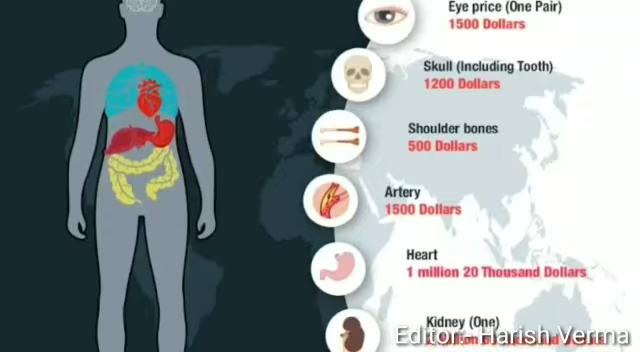 Eye price (One Pair)
1500 Dollars
Skull (Including Tooth)
1200 Dollars
Shoulder bones
500 Dollars
Artery
1500 Dollars
Heart
1 million 20 Thousand Dollars
Kidney (One)
Editor:- Harish Verma